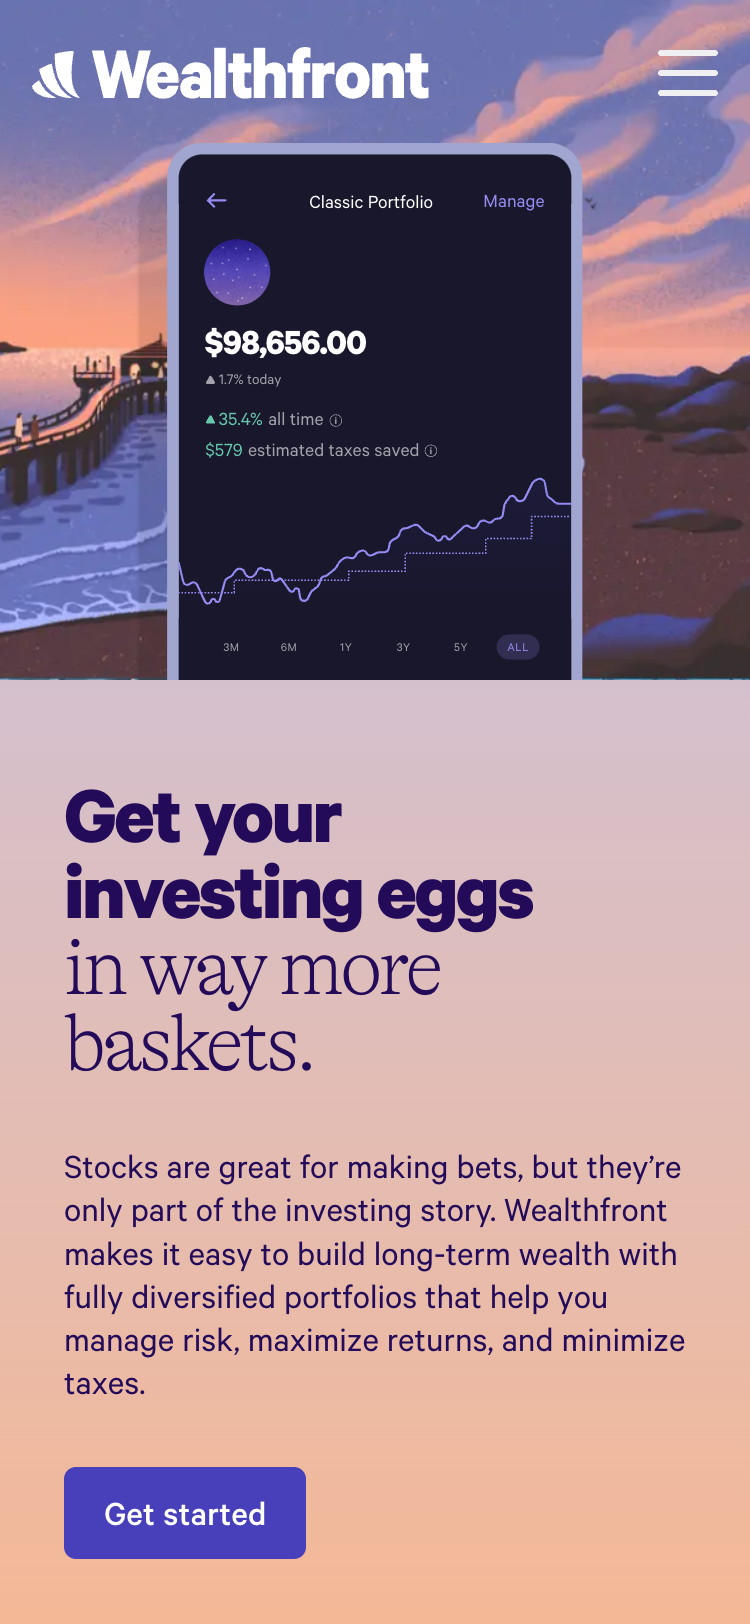 Wealthfront
Classic Portfolio
Manage
$98,656.00
1.7% today
35.4% all time
$579 estimated taxes saved
3M 6M 1Y 3Y 5Y ALL
Get your
investing eggs
in way more
baskets.
Stocks are great for making bets, but they’re
only part of the investing story. Wealthfront
makes it easy to build long-term wealth with
fully diversified portfolios that help you
manage risk, maximize returns, and minimize
taxes.
Get started